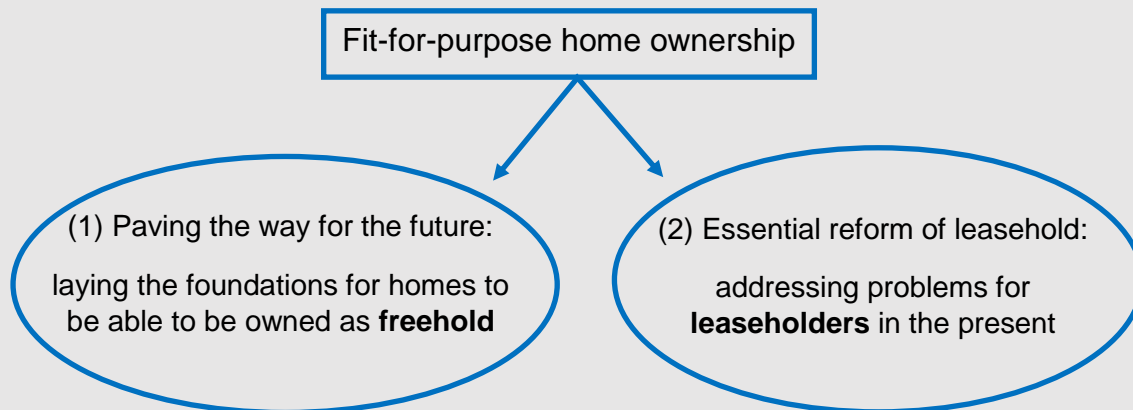 Fit-for-purpose home ownership
(1) Paving the way for the future:
laying the foundations for homes to
be able to be owned as freehold
(2) Essential reform of leasehold:
addressing problems for
leaseholders in the present